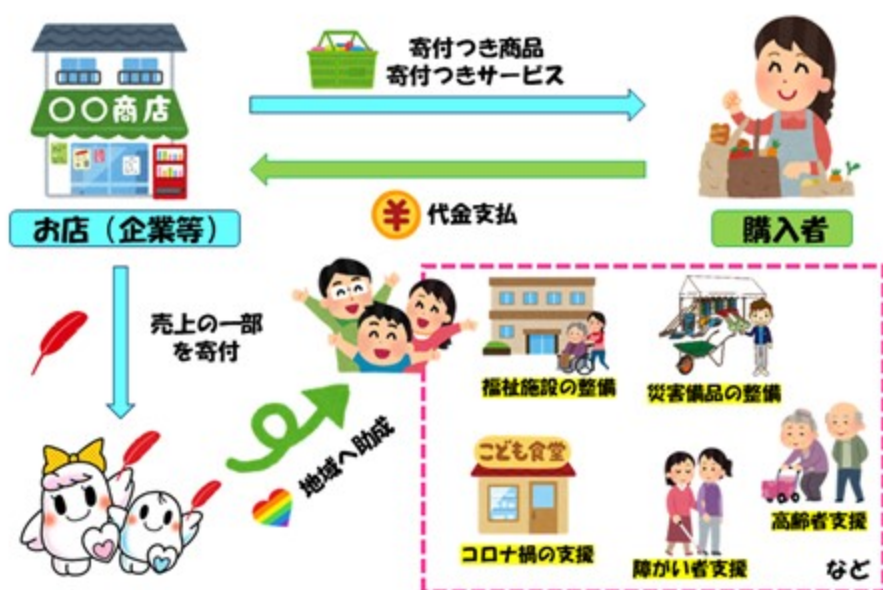 寄付つき商品
寄付つきサービス
〇〇商店
お店（企業等）
代金支払
購入者
売上の一部
を寄付
地域へ助成
福祉施設の整備
災害備品の整備
こども食堂
コロナ禍の支援
障がい者支援
高齢者支援
など